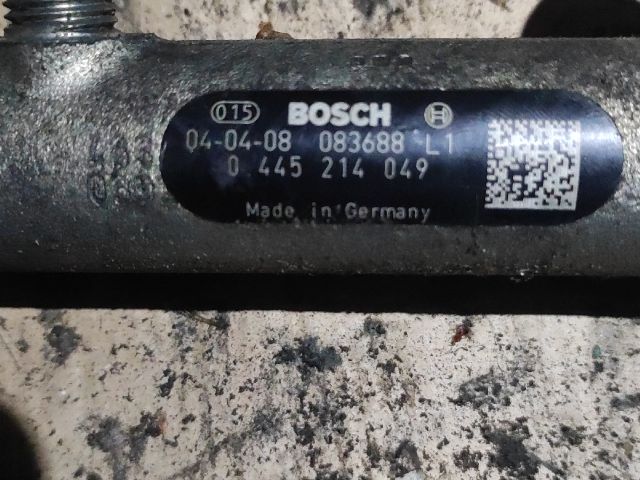 015 BOSCH
04-04-08 083688 L1
0 445 214 049
Made in Germany